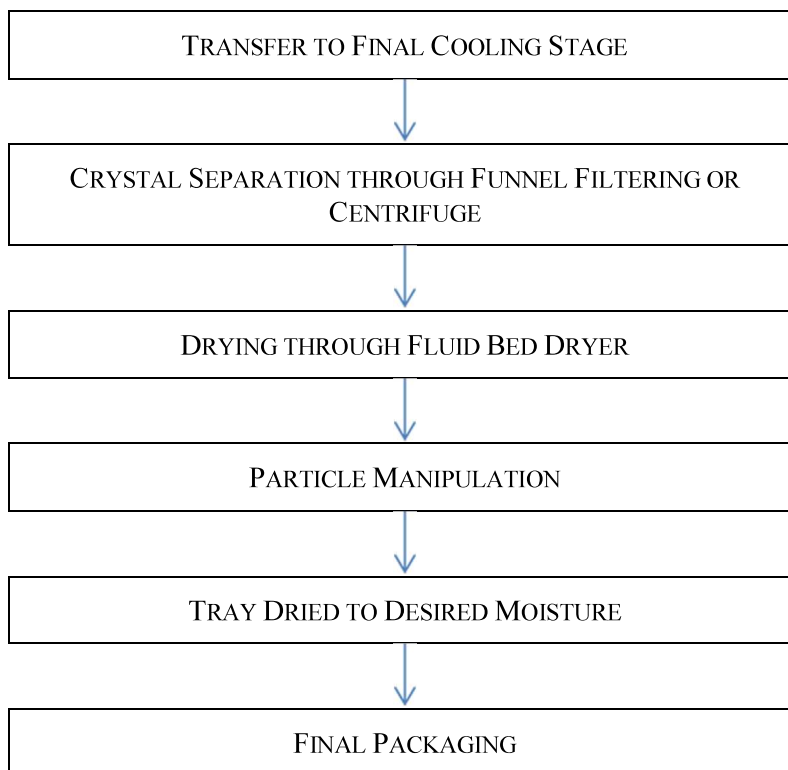 TRANSFER TO FINAL COOLING STAGE
CRYSTAL SEPARATION THROUGH FUNNEL FILTERING OR
CENTRIFUGE
DRYING THROUGH FLUID BED DRYER
PARTICLE MANIPULATION
TRAY DRIED TO DESIRED MOISTURE
FINAL PACKAGING